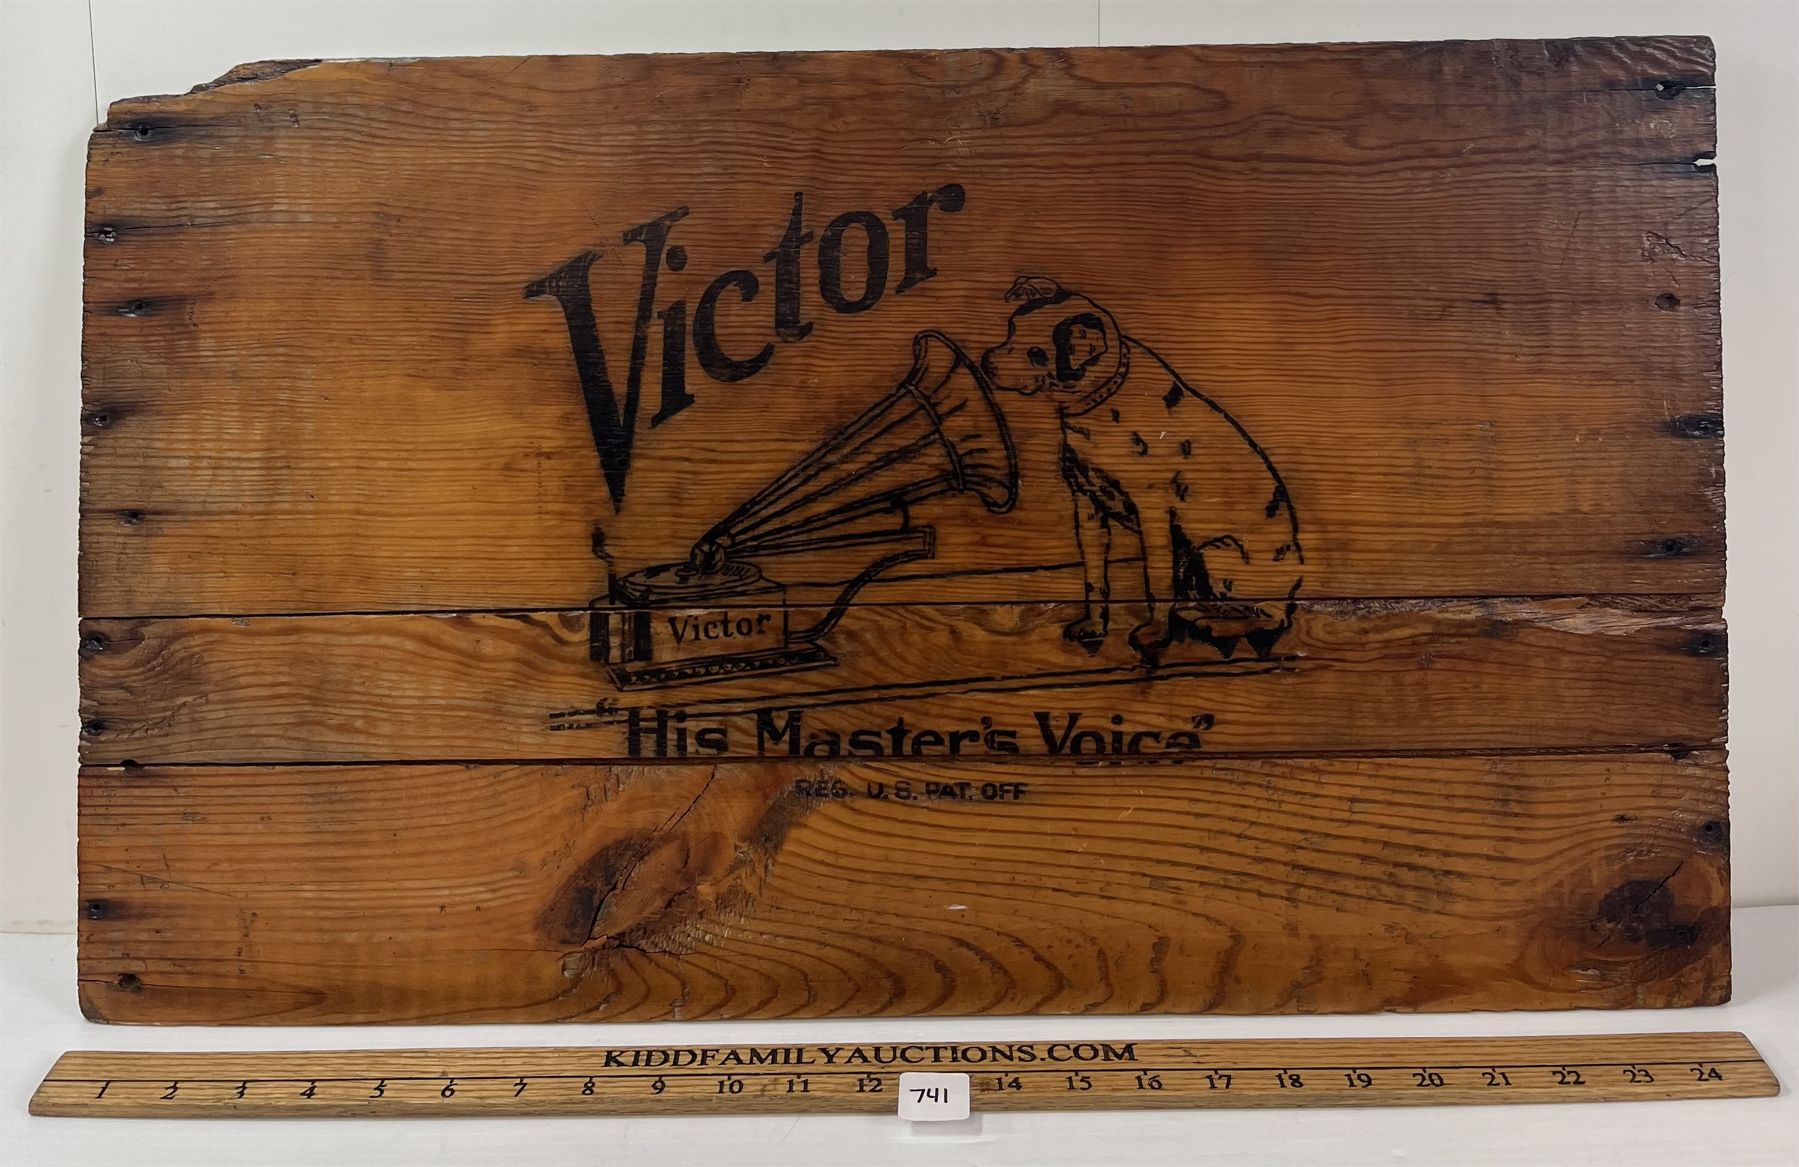 Victor
Victor
"His Master's Voice"
REG. U.S. PAT. OFF
KIDDFAMILYAUCTIONS.COM
1 2 3 4 5 6 7 8 9 10 11 12 14 15 16 17 18 19 20 21 22 23 24
741